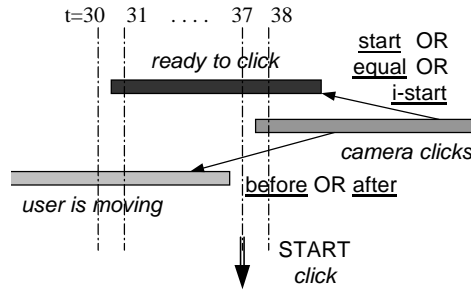 t=30 31 . . . . 37 38
start OR
ready to click
equal OR
i-start
camera clicks
before OR after
user is moving
START
click